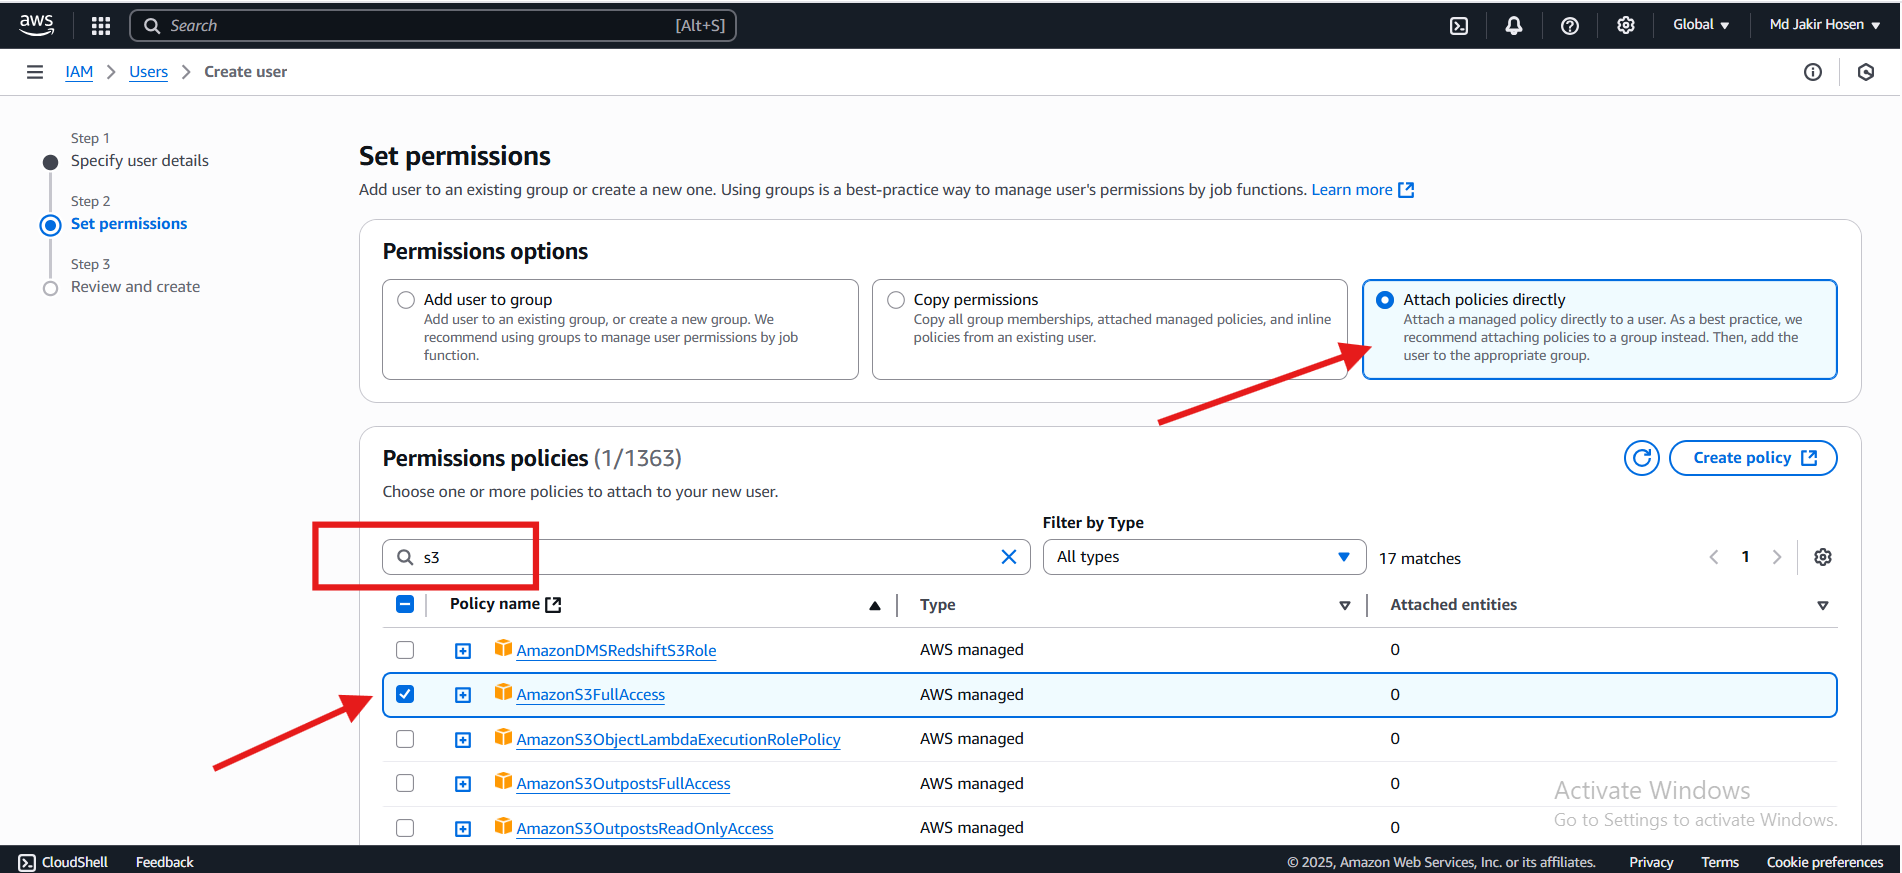 aws
Search [Alt+S]
Global
Md Jakir Hosen
IAM > Users > Create user
Step 1
Specify user details
Step 2
Set permissions
Step 3
Review and create
Set permissions
Add user to an existing group or create a new one. Using groups is a best-practice way to manage user's permissions by job functions. Learn more
Permissions options
Add user to group
Add user to an existing group, or create a new group. We
recommend using groups to manage user permissions by job
function.
Copy permissions
Copy all group memberships, attached managed policies, and inline
policies from an existing user.
Attach policies directly
Attach a managed policy directly to a user. As a best practice, we
recommend attaching policies to a group instead. Then, add the
user to the appropriate group.
Permissions policies (1/1363)
Create policy
Choose one or more policies to attach to your new user.
Filter by Type
s3
All types
17 matches
1
Policy name Type Attached entities
AmazonDMSRedshiftS3Role AWS managed 0
AmazonS3FullAccess AWS managed 0
AmazonS3ObjectLambdaExecutionRolePolicy AWS managed 0
AmazonS3OutpostsFullAccess AWS managed 0
AmazonS3OutpostsReadOnlyAccess AWS managed 0
Activate Windows
Go to Settings to activate Windows.
CloudShell Feedback © 2025, Amazon Web Services, Inc. or its affiliates. Privacy Terms Cookie preferences